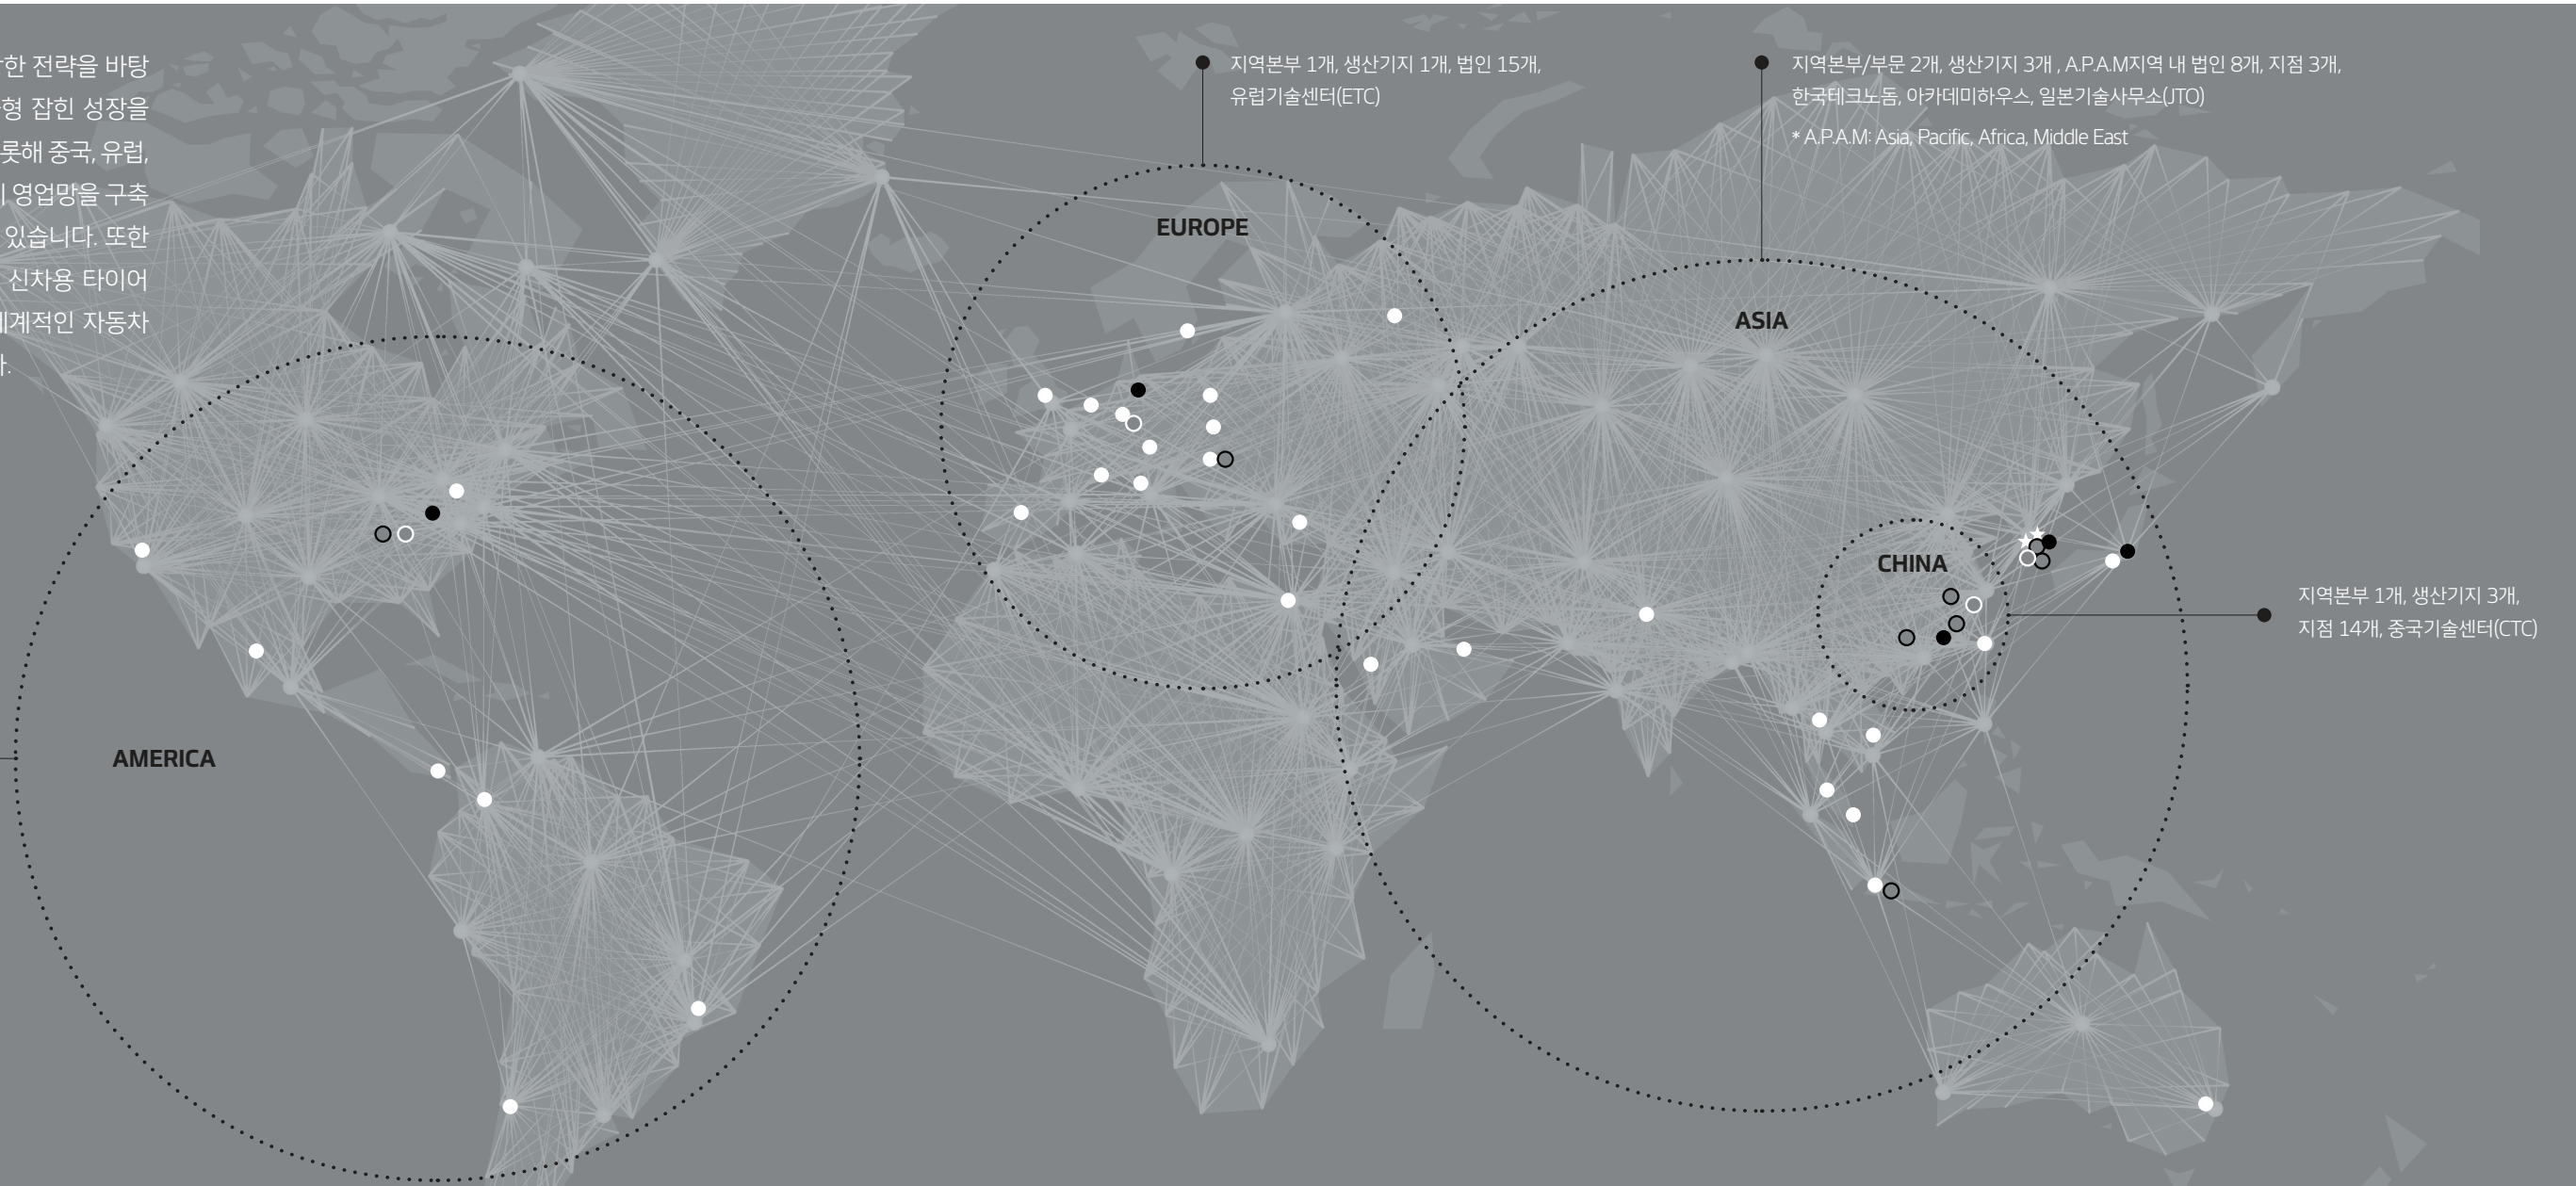 한 전략을 바탕
형 잡힌 성장을
롯해 중국, 유럽,
영업망을 구축
있습니다. 또한
신차용 타이어
계적인 자동차
지역본부 1개, 생산기지 1개, 법인 15개,
유럽기술센터(ETC)
지역본부/부문 2개, 생산기지 3개 , A.P.A.M지역 내 법인 8개, 지점 3개,
한국테크노돔, 아카데미하우스, 일본기술사무소(JTO)
* A.P.A.M: Asia, Pacific, Africa, Middle East
EUROPE
ASIA
CHINA
지역본부 1개, 생산기지 3개,
지점 14개, 중국기술센터(CTC)
AMERICA